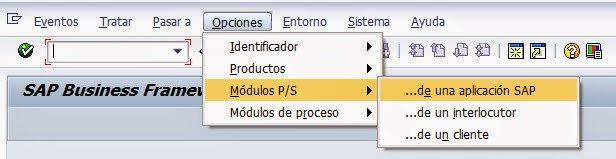 Eventos Tratar Pasar a Opciones Entorno Sistema Ayuda
Identificador
Productos
SAP Business Framew
Módulos P/S
Módulos de proceso
...de una aplicación SAP
...de un interlocutor
...de un cliente